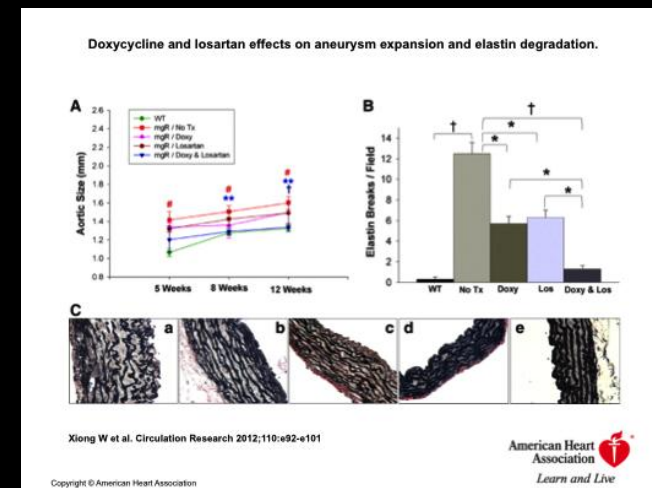 Doxycycline and losartan effects on aneurysm expansion and elastin degradation.
A
2.6
2.4
2.2
2.0
1.8
1.6
1.4
1.2
1.0
0.8
Aortic Size (mm)
WT
mgR / No Tx
mgR / Doxy
mgR / Losartan
mgR / Doxy & Losartan
#
#
**
#
**
†
5 Weeks
8 Weeks
12 Weeks
B
14
12
10
8
6
4
2
0
Elastin Breaks / Field
†
†
*
*
*
*
WT
No Tx
Doxy
Los
Doxy & Los
C
a
b
c
d
e
Xiong W et al. Circulation Research 2012;110:e92-e101
American Heart
Association
Learn and Live
Copyright © American Heart Association